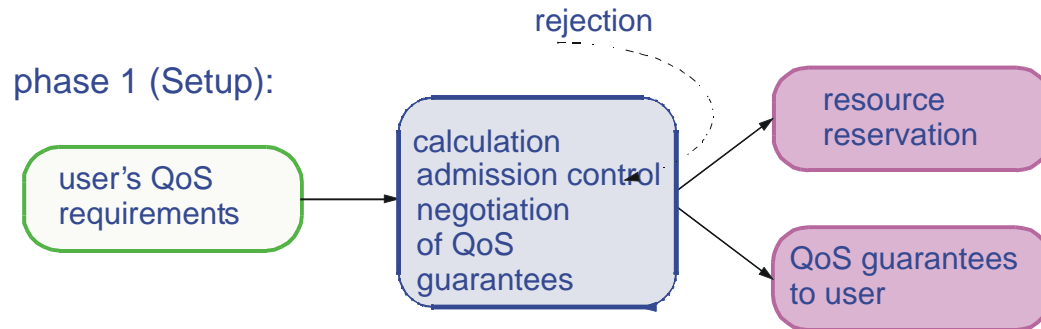 rejection
phase 1 (Setup):
user's QoS
requirements
calculation
admission control
negotiation
of QoS
guarantees
resource
reservation
QoS guarantees
to user